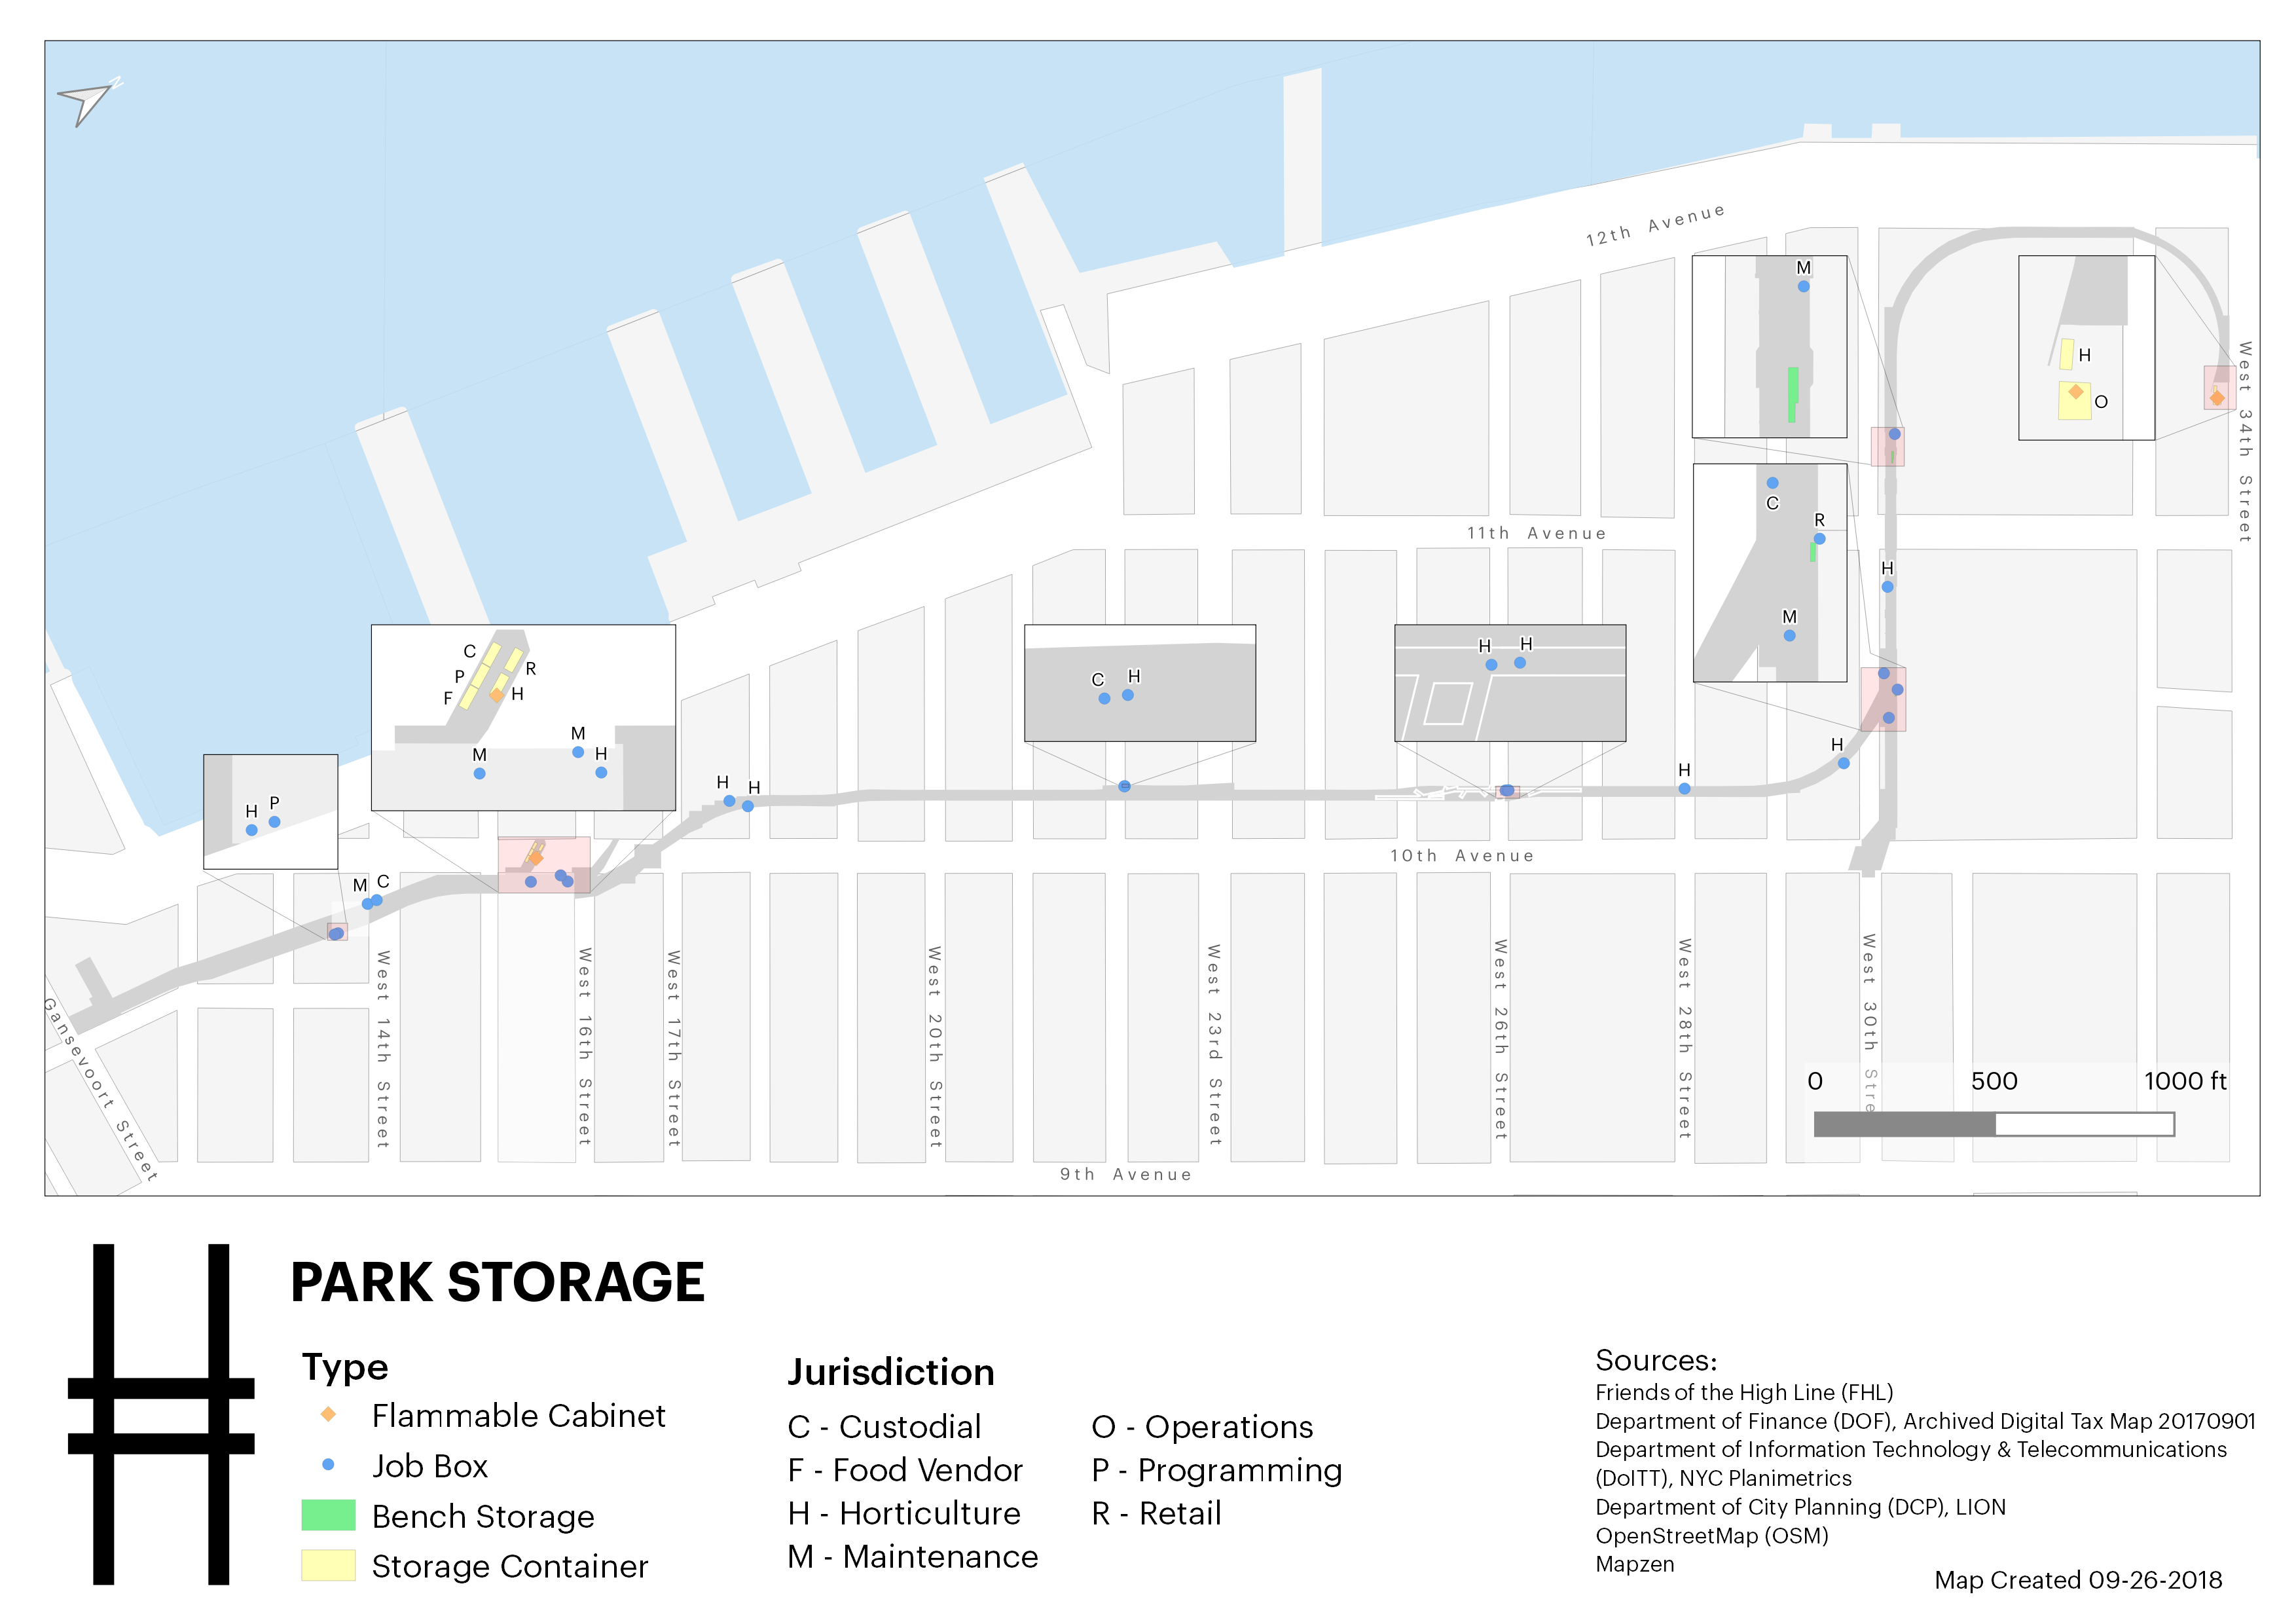 N
12th Avenue
M
H
O
West 34th Street
C
R
M
11th Avenue
H
C
P
F
R
H
M
M
H
C
H
H
H
H
P
H
H
H
H
M
C
10th Avenue
Gansevoort Street
West 14th Street
West 16th Street
West 17th Street
West 20th Street
West 23rd Street
West 26th Street
West 28th Street
West 30th Stre
0 500 1000 ft
9th Avenue
PARK STORAGE
Type
Flammable Cabinet
Job Box
Bench Storage
Storage Container
Jurisdiction
C - Custodial
F - Food Vendor
H - Horticulture
M - Maintenance
O - Operations
P - Programming
R - Retail
Sources:
Friends of the High Line (FHL)
Department of Finance (DOF), Archived Digital Tax Map 20170901
Department of Information Technology & Telecommunications
(DoITT), NYC Planimetrics
Department of City Planning (DCP), LION
OpenStreetMap (OSM)
Mapzen
Map Created 09-26-2018